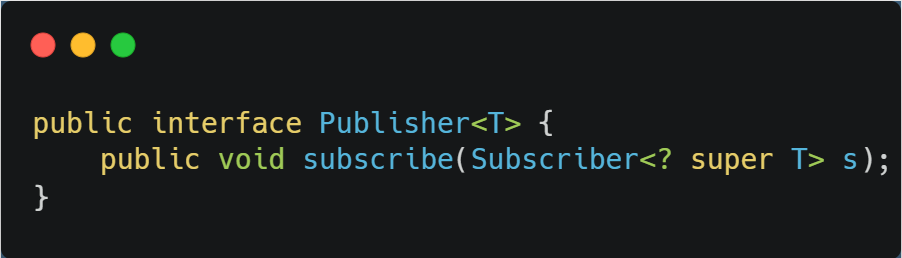 public interface Publisher<T> {
    public void subscribe(Subscriber<? super T> s);
}